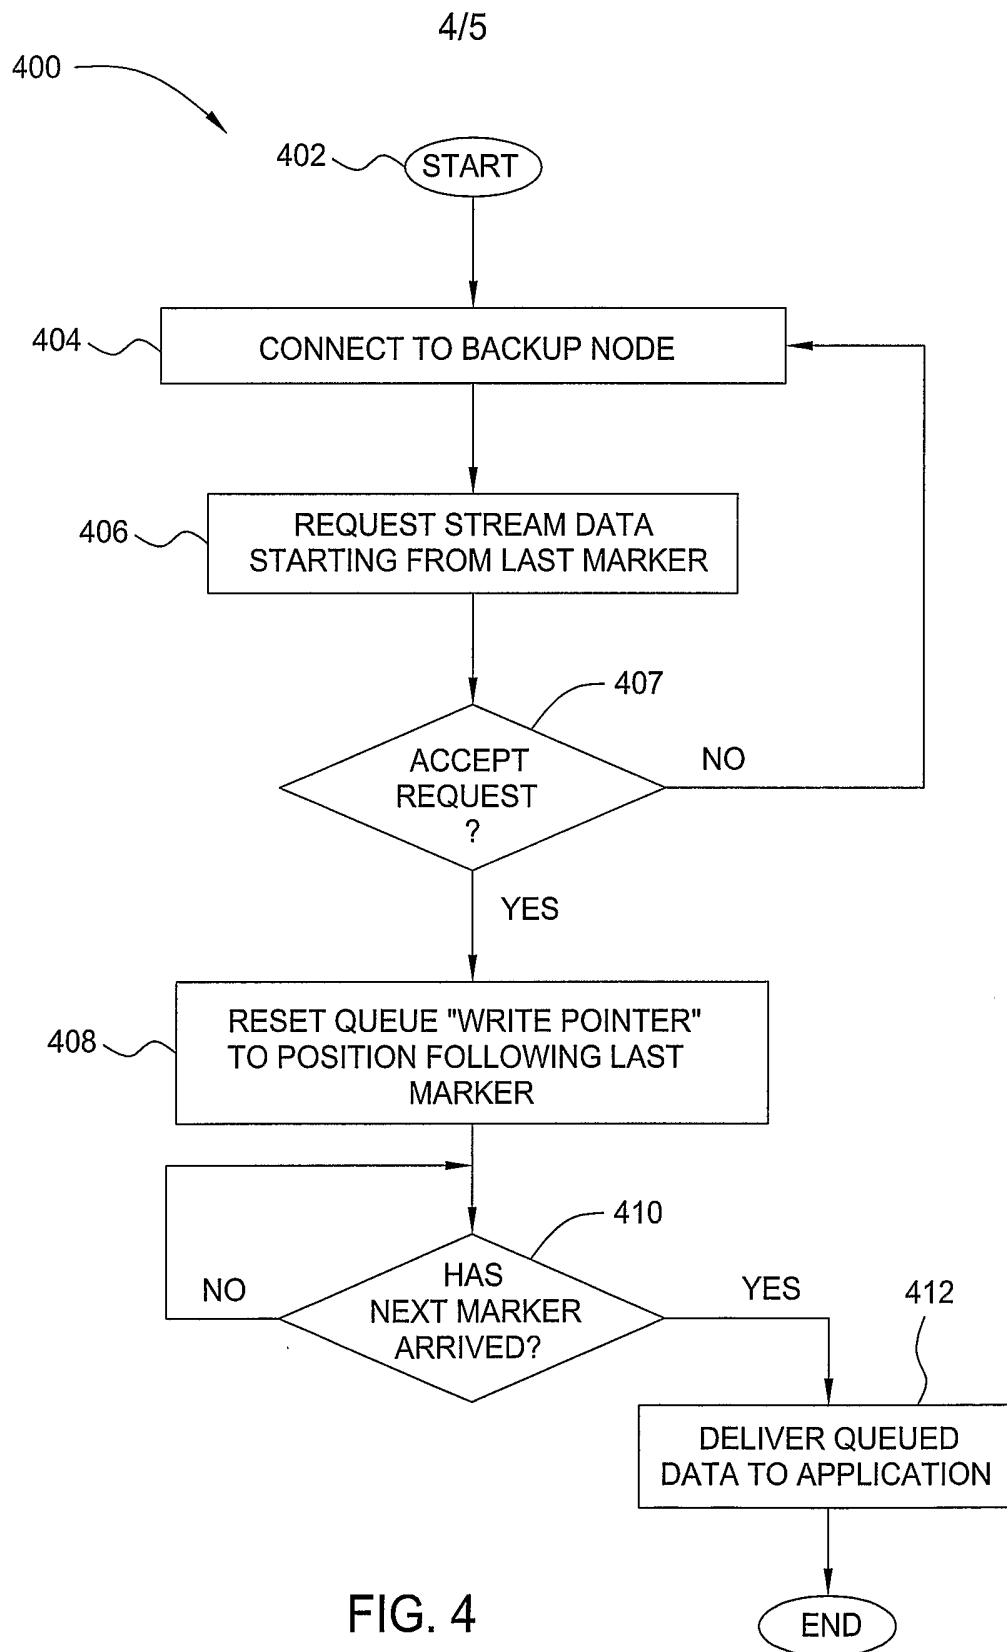 4/5
400
402
START
404
CONNECT TO BACKUP NODE
406
REQUEST STREAM DATA
STARTING FROM LAST MARKER
407
ACCEPT
REQUEST
?
NO
YES
408
RESET QUEUE "WRITE POINTER"
TO POSITION FOLLOWING LAST
MARKER
410
HAS
NEXT MARKER
ARRIVED?
NO
YES
412
DELIVER QUEUED
DATA TO APPLICATION
END
FIG. 4